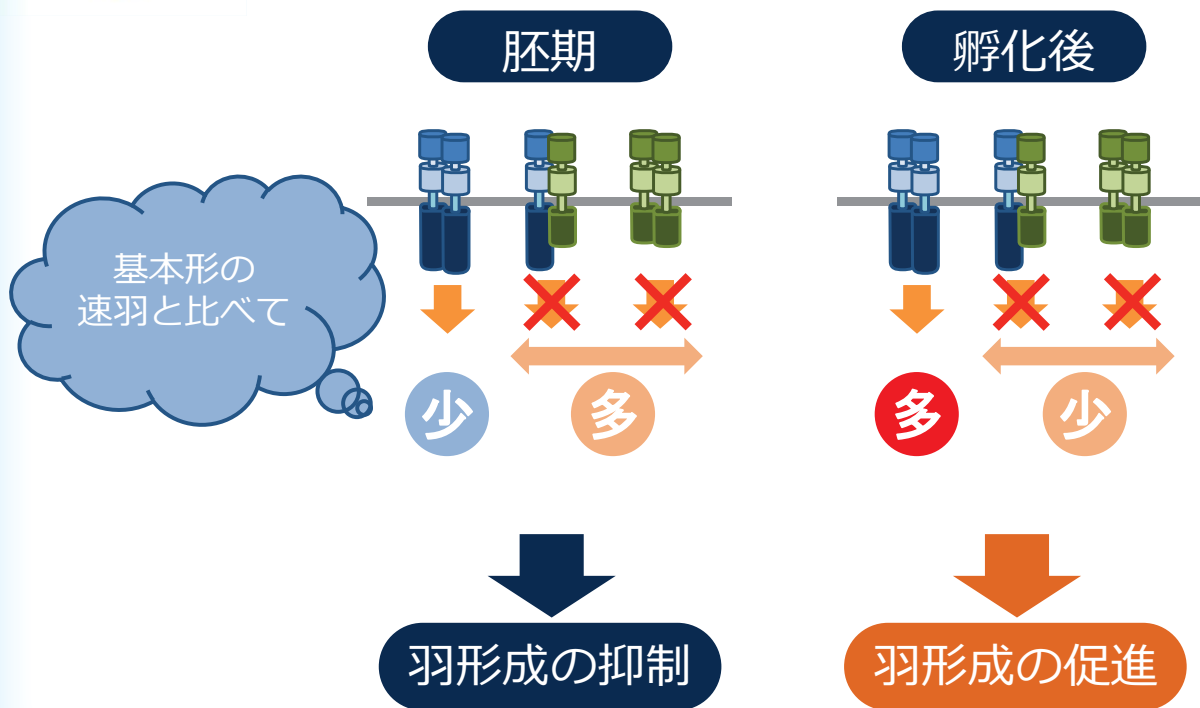 胚期
孵化後
基本形の
速羽と比べて
少
多
多
少
羽形成の抑制
羽形成の促進